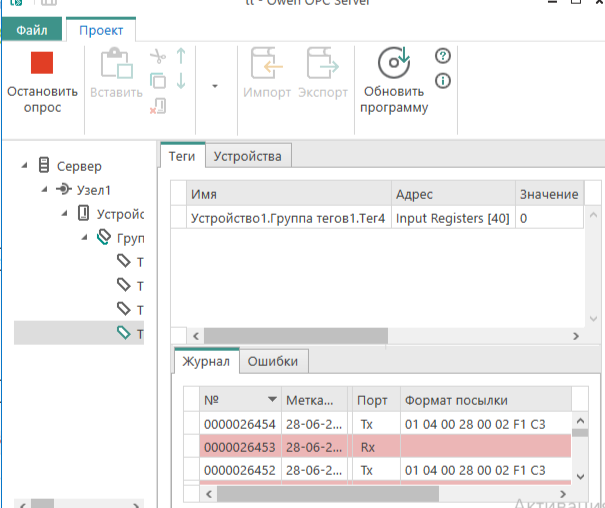 tt - Owen OPC Server
Файл Проект
Остановить опрос
Вставить
Импорт Экспорт
Обновить программу
Сервер
Узел1
Устройс
Груп
Т
Т
Т
Т
Теги Устройства
Имя Адрес Значение
Устройство1.Группа тегов1.Тег4 Input Registers [40] 0
Журнал Ошибки
№ Метка... Порт Формат посылки
0000026454 28-06-2... Tx 01 04 00 28 00 02 F1 C3
0000026453 28-06-2... Rx
0000026452 28-06-2... Tx 01 04 00 28 00 02 F1 C3
Активация